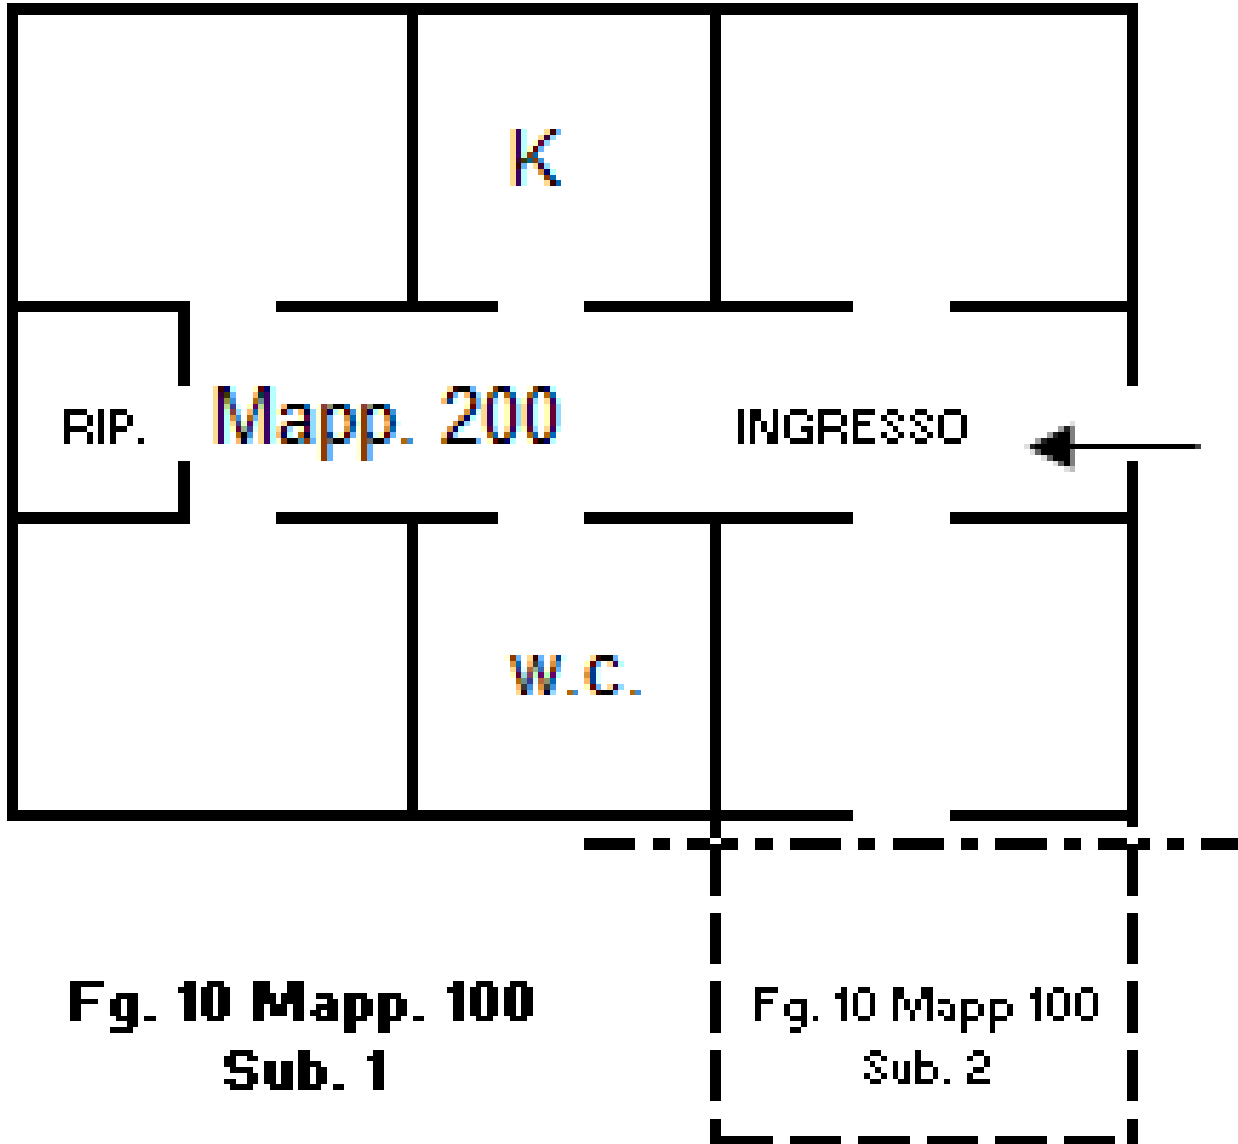 K
RIP.
Mapp. 200
INGRESSO
w.c.
Fg. 10 Mapp. 100
Sub. 1
Fg. 10 Mapp 100
Sub. 2